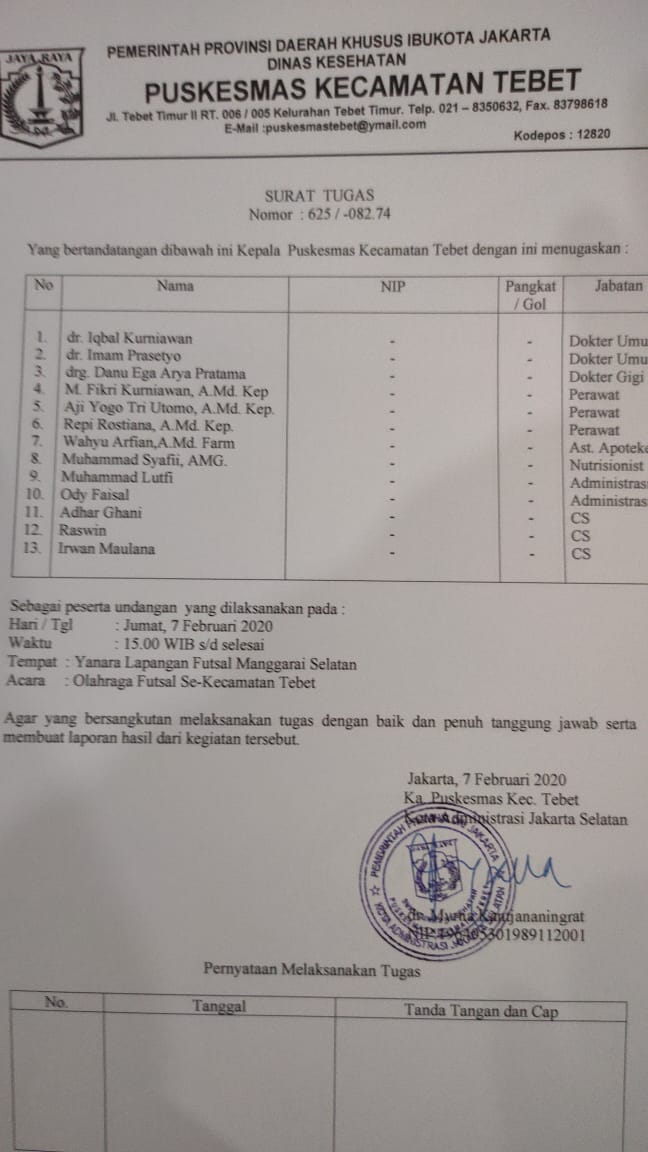 JAYA RAYA
PEMERINTAH PROVINSI DAERAH KHUSUS IBUKOTA JAKARTA
DINAS KESEHATAN
PUSKESMAS KECAMATAN TEBET
Jl. Tebet Timur II RT. 006 / 005 Kelurahan Tebet Timur. Telp. 021 – 8350632, Fax. 83798618
E-Mail :puskesmastebet@ymail.com
Kodepos : 12820
SURAT TUGAS
Nomor : 625 / -082.74
Yang bertandatangan dibawah ini Kepala Puskesmas Kecamatan Tebet dengan ini menugaskan :
No Nama NIP Pangkat / Gol Jabatan
1. dr. Iqbal Kurniawan - - Dokter Umu
2. dr. Imam Prasetyo - - Dokter Umu
3. drg. Danu Ega Arya Pratama - - Dokter Gigi
4. M. Fikri Kurniawan, A.Md. Kep - - Perawat
5. Aji Yogo Tri Utomo, A.Md. Kep. - - Perawat
6. Repi Rostiana, A.Md. Kep. - - Perawat
7. Wahyu Arfian,A.Md. Farm - - Ast. Apoteke
8. Muhammad Syafii, AMG. - - Nutrisionist
9. Muhammad Lutfi - - Administras
10. Ody Faisal - - Administras
11. Adhar Ghani - - CS
12. Raswin - - CS
13. Irwan Maulana - - CS
Sebagai peserta undangan yang dilaksanakan pada :
Hari / Tgl : Jumat, 7 Februari 2020
Waktu : 15.00 WIB s/d selesai
Tempat : Yanara Lapangan Futsal Manggarai Selatan
Acara : Olahraga Futsal Se-Kecamatan Tebet
Agar yang bersangkutan melaksanakan tugas dengan baik dan penuh tanggung jawab serta
membuat laporan hasil dari kegiatan tersebut.
Jakarta, 7 Februari 2020
Ka. Puskesmas Kec. Tebet
Kota Administrasi Jakarta Selatan
dr. Myrna
NIP
Pernyataan Melaksanakan Tugas
No. Tanggal Tanda Tangan dan Cap